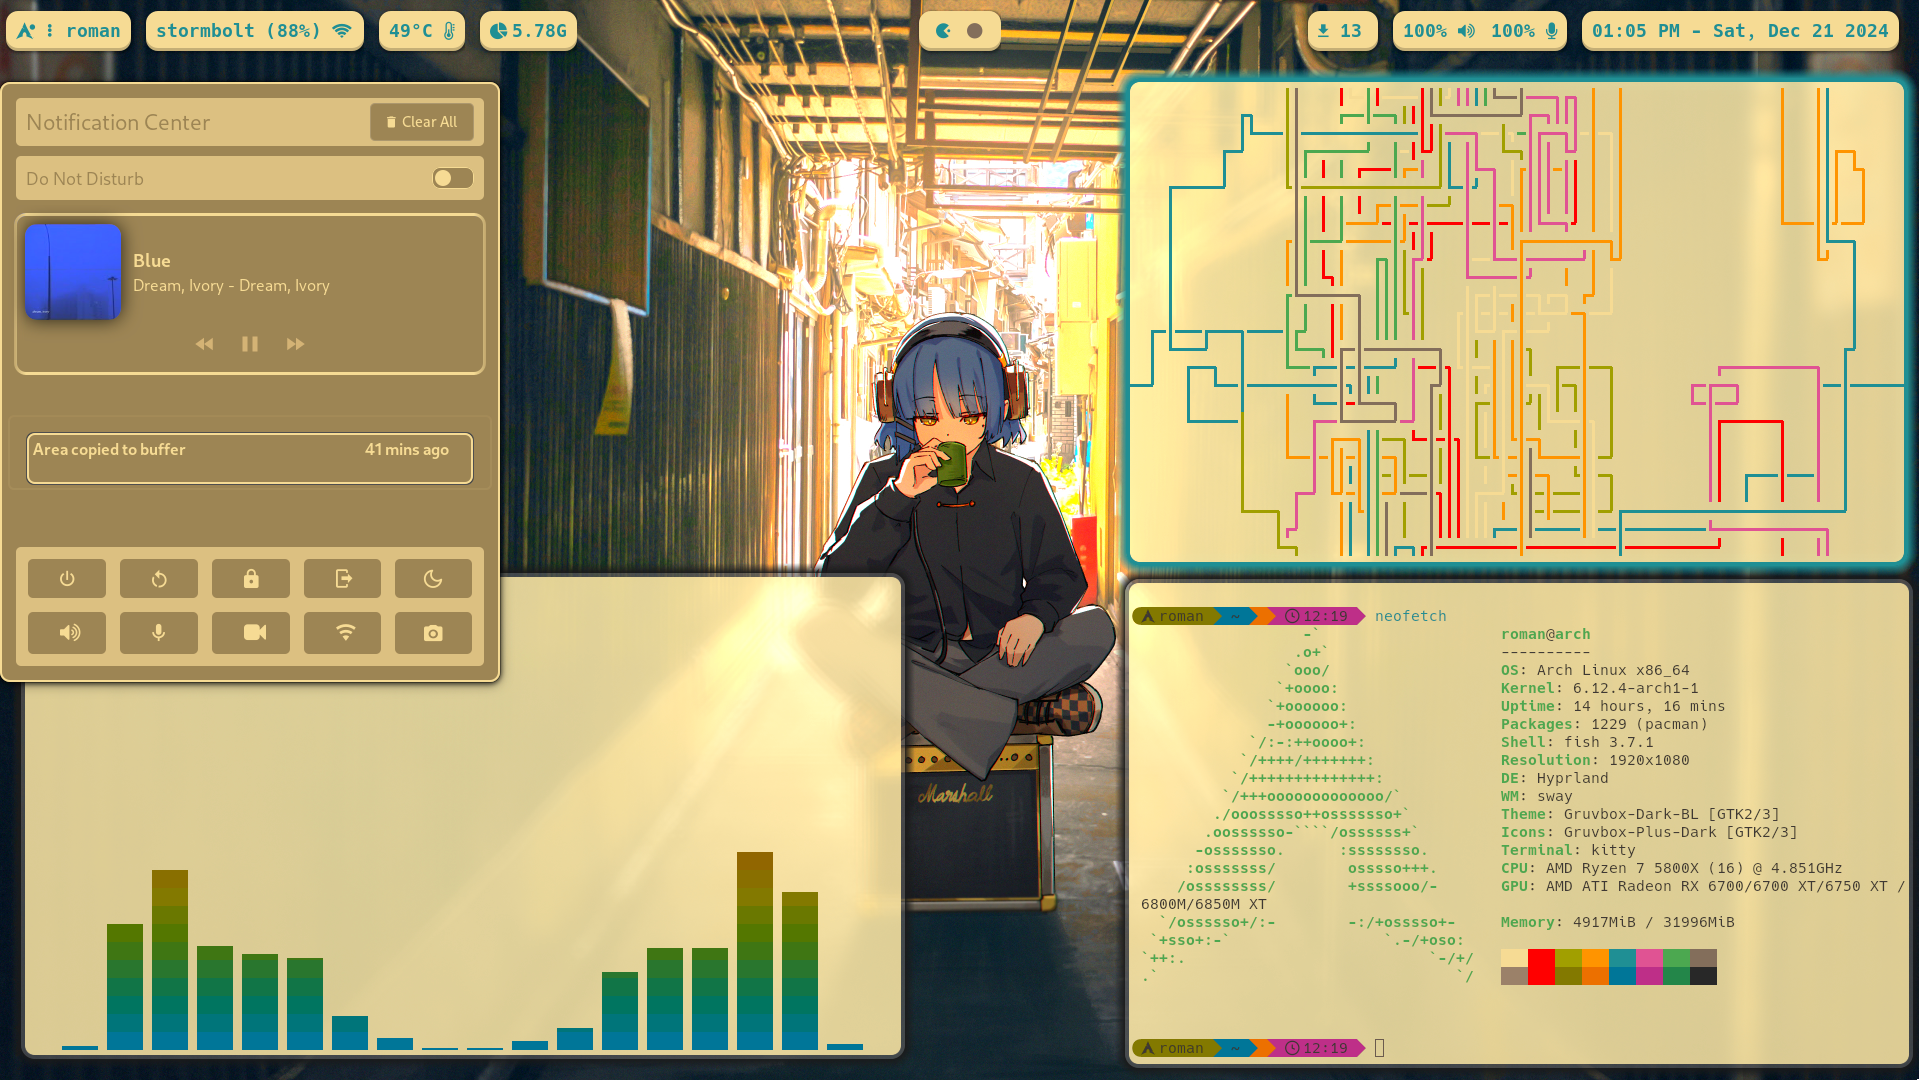 roman
stormbolt (88%)
49°C
5.78G
13
100% 100%
01:05 PM - Sat, Dec 21 2024
Notification Center
Clear All
Do Not Disturb
Blue
Dream, Ivory - Dream, Ivory
Area copied to buffer 41 mins ago
Marshall
roman ~ 12:19 neofetch
roman@arch
----------
OS: Arch Linux x86_64
Kernel: 6.12.4-arch1-1
Uptime: 14 hours, 16 mins
Packages: 1229 (pacman)
Shell: fish 3.7.1
Resolution: 1920x1080
DE: Hyprland
WM: sway
Theme: Gruvbox-Dark-BL [GTK2/3]
Icons: Gruvbox-Plus-Dark [GTK2/3]
Terminal: kitty
CPU: AMD Ryzen 7 5800X (16) @ 4.851GHz
GPU: AMD ATI Radeon RX 6700/6700 XT/6750 XT /
6800M/6850M XT
Memory: 4917MiB / 31996MiB
roman ~ 12:19